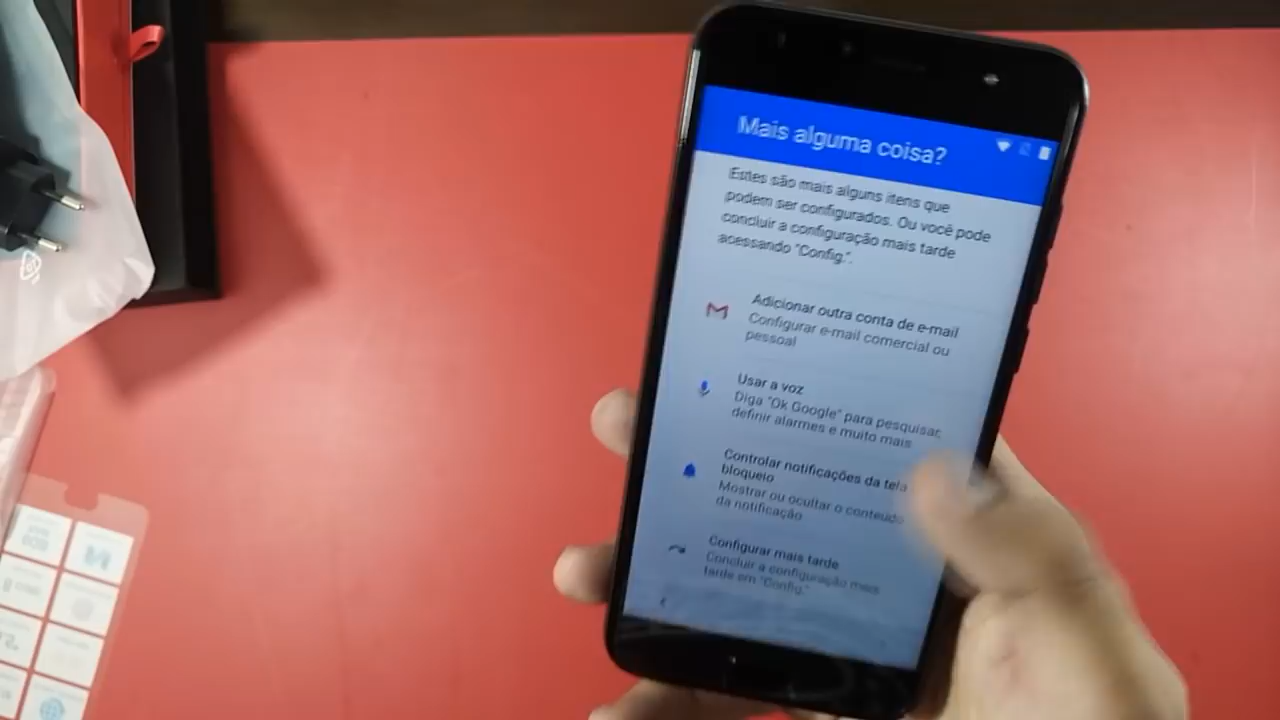 Mais alguma coisa?
Estes são mais alguns itens que
podem ser configurados. Ou você pode
concluir a configuração mais tarde
acessando "Config.".
Adicionar outra conta de e-mail
Configurar e-mail comercial ou
pessoal
Usar a voz
Diga "Ok Google" para pesquisar,
definir alarmes e muito mais
Controlar notificações da tela
bloqueio
Mostrar ou ocultar o conteúdo
da notificação
Configurar mais tarde
Concluir a configuração mais
tarde em "Config."